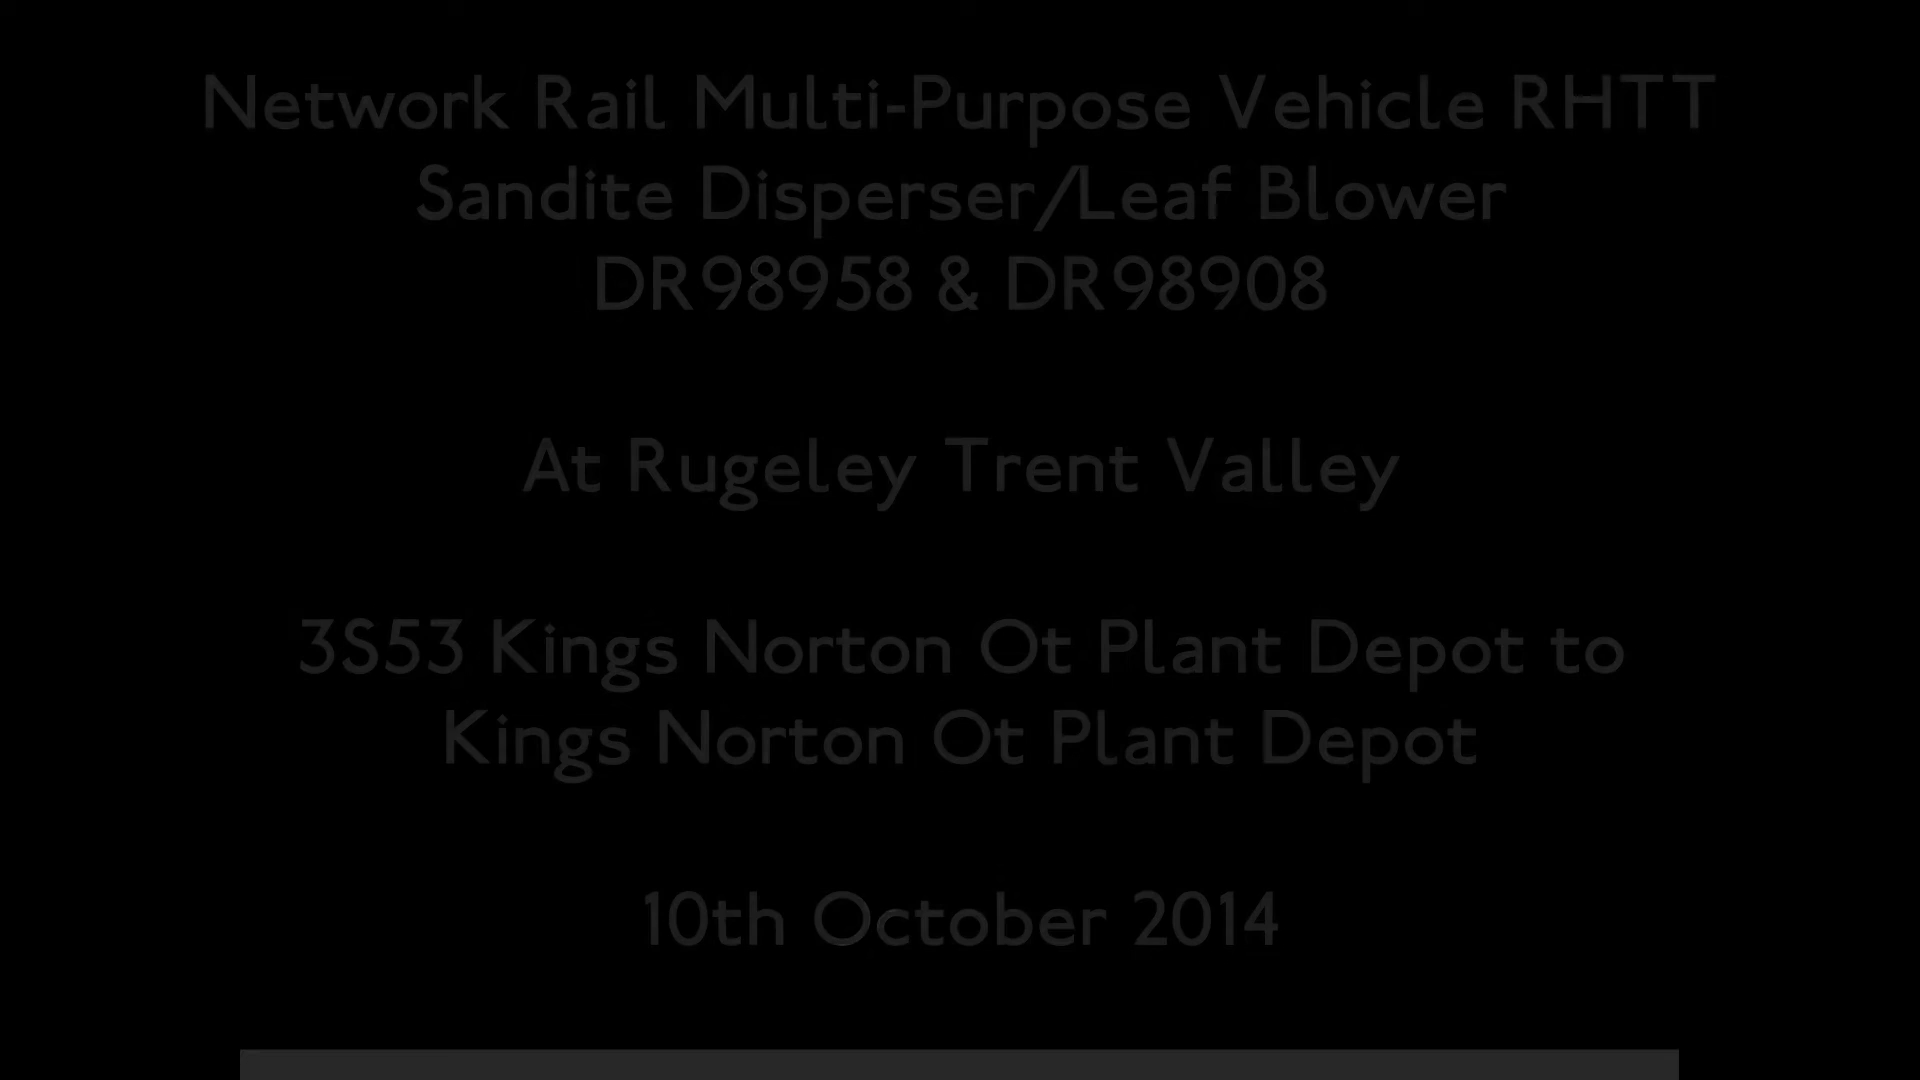 Network Rail Multi-Purpose Vehicle RHTT
Sandite Disperser/Leaf Blower
DR98958 & DR98908
At Rugeley Trent Valley
3S53 Kings Norton Ot Plant Depot to
Kings Norton Ot Plant Depot
10th October 2014